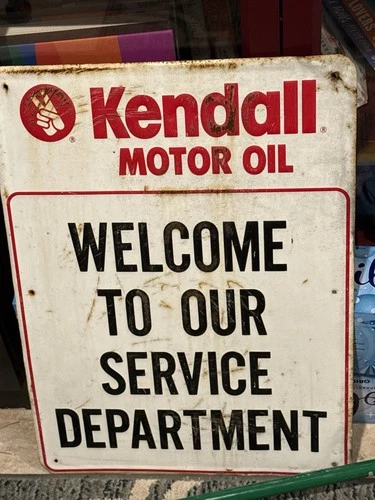 Kendall®
MOTOR OIL
WELCOME
TO OUR
SERVICE
DEPARTMENT